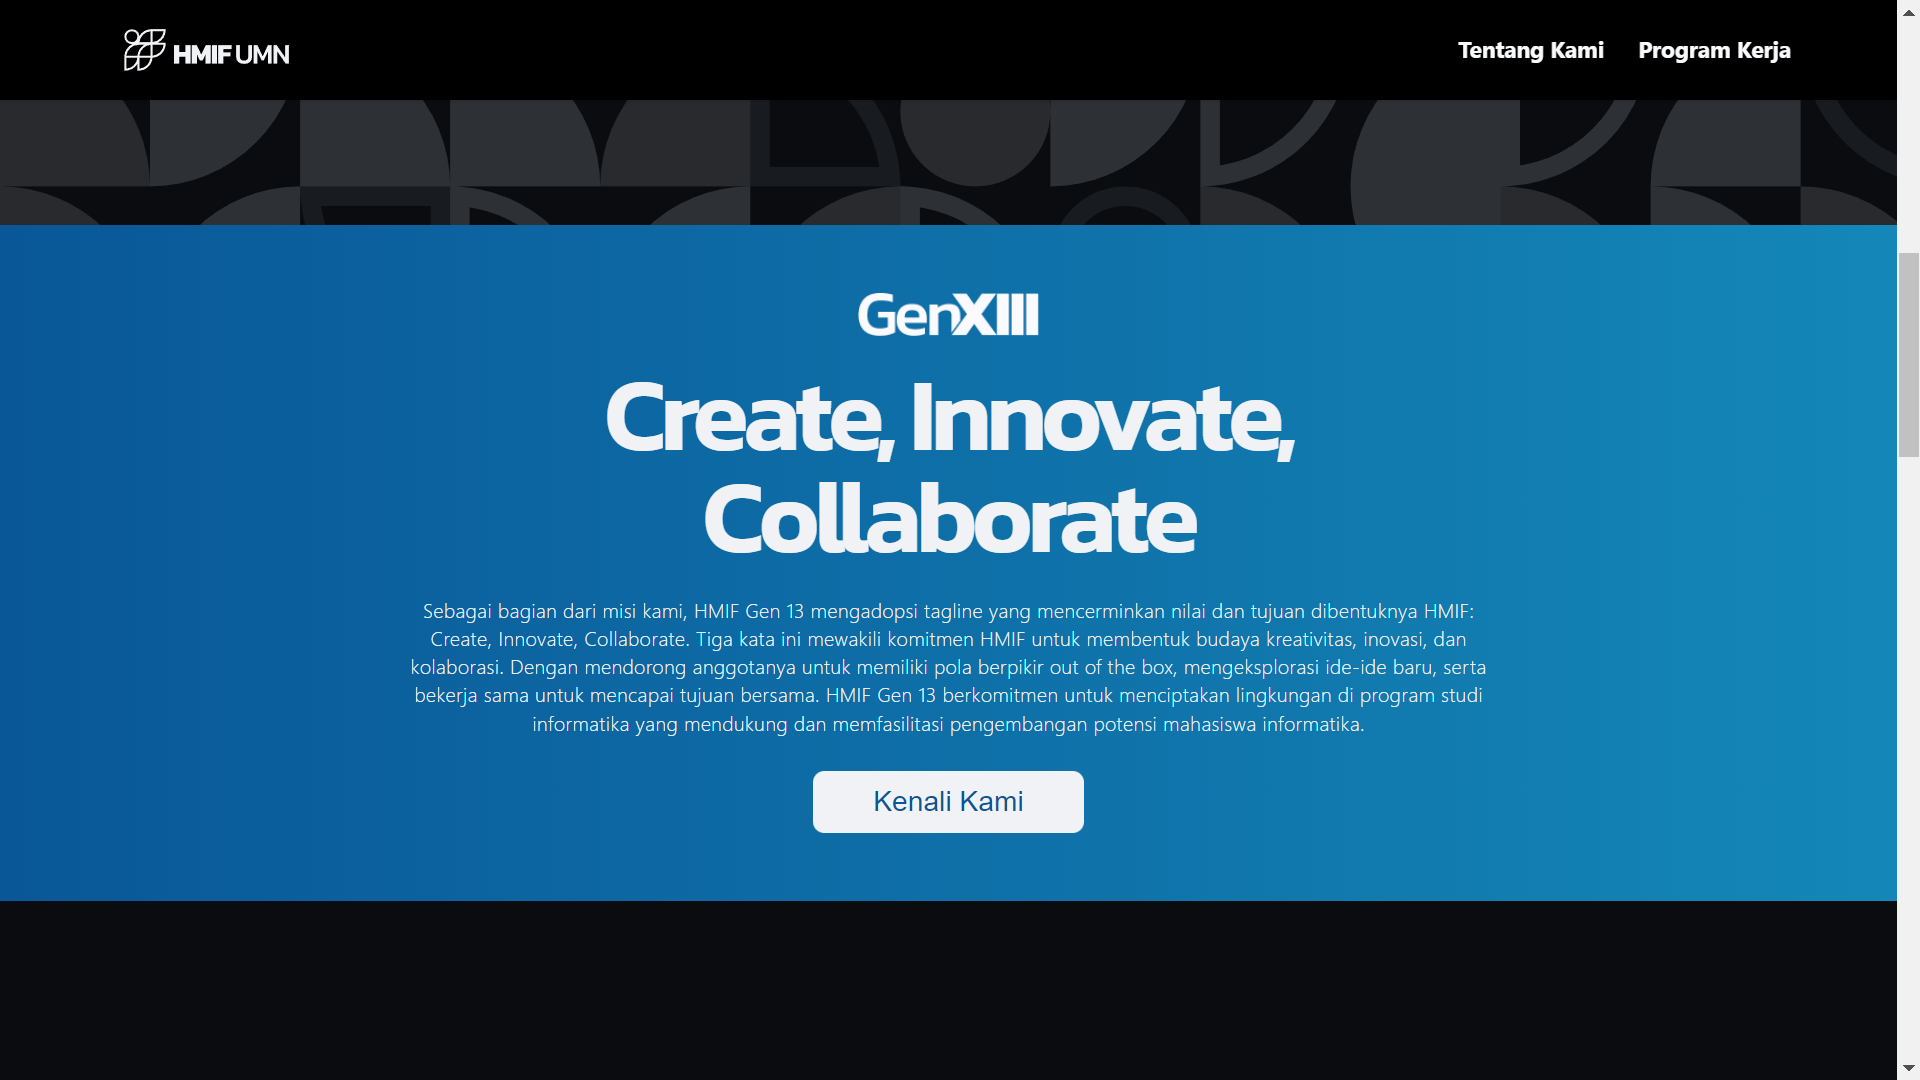 HMIF UMN
Tentang Kami
Program Kerja
GenXIII
Create, Innovate,
Collaborate
Sebagai bagian dari misi kami, HMIF Gen 13 mengadopsi tagline yang mencerminkan nilai dan tujuan dibentuknya HMIF:
Create, Innovate, Collaborate. Tiga kata ini mewakili komitmen HMIF untuk membentuk budaya kreativitas, inovasi, dan
kolaborasi. Dengan mendorong anggotanya untuk memiliki pola berpikir out of the box, mengeksplorasi ide-ide baru, serta
bekerja sama untuk mencapai tujuan bersama. HMIF Gen 13 berkomitmen untuk menciptakan lingkungan di program studi
informatika yang mendukung dan memfasilitasi pengembangan potensi mahasiswa informatika.
Kenali Kami